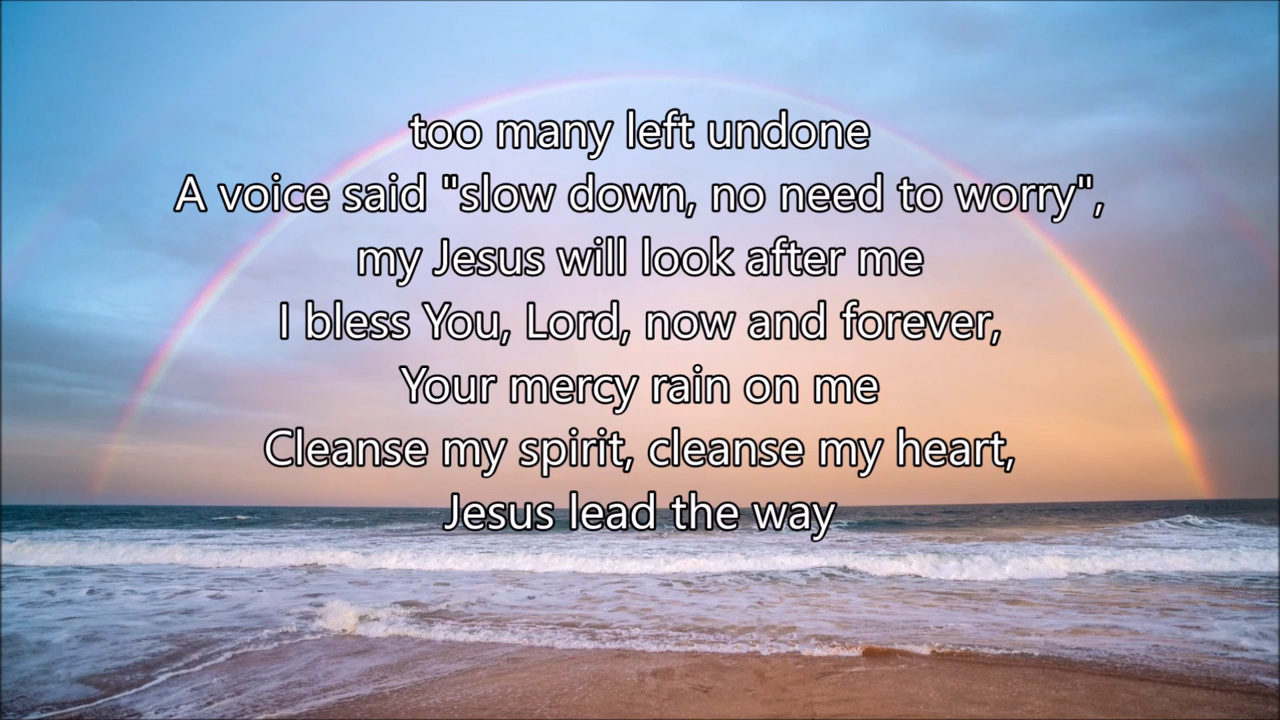 too many left undone
A voice said "slow down, no need to worry",
my Jesus will look after me
I bless You, Lord, now and forever,
Your mercy rain on me
Cleanse my spirit, cleanse my heart,
Jesus lead the way